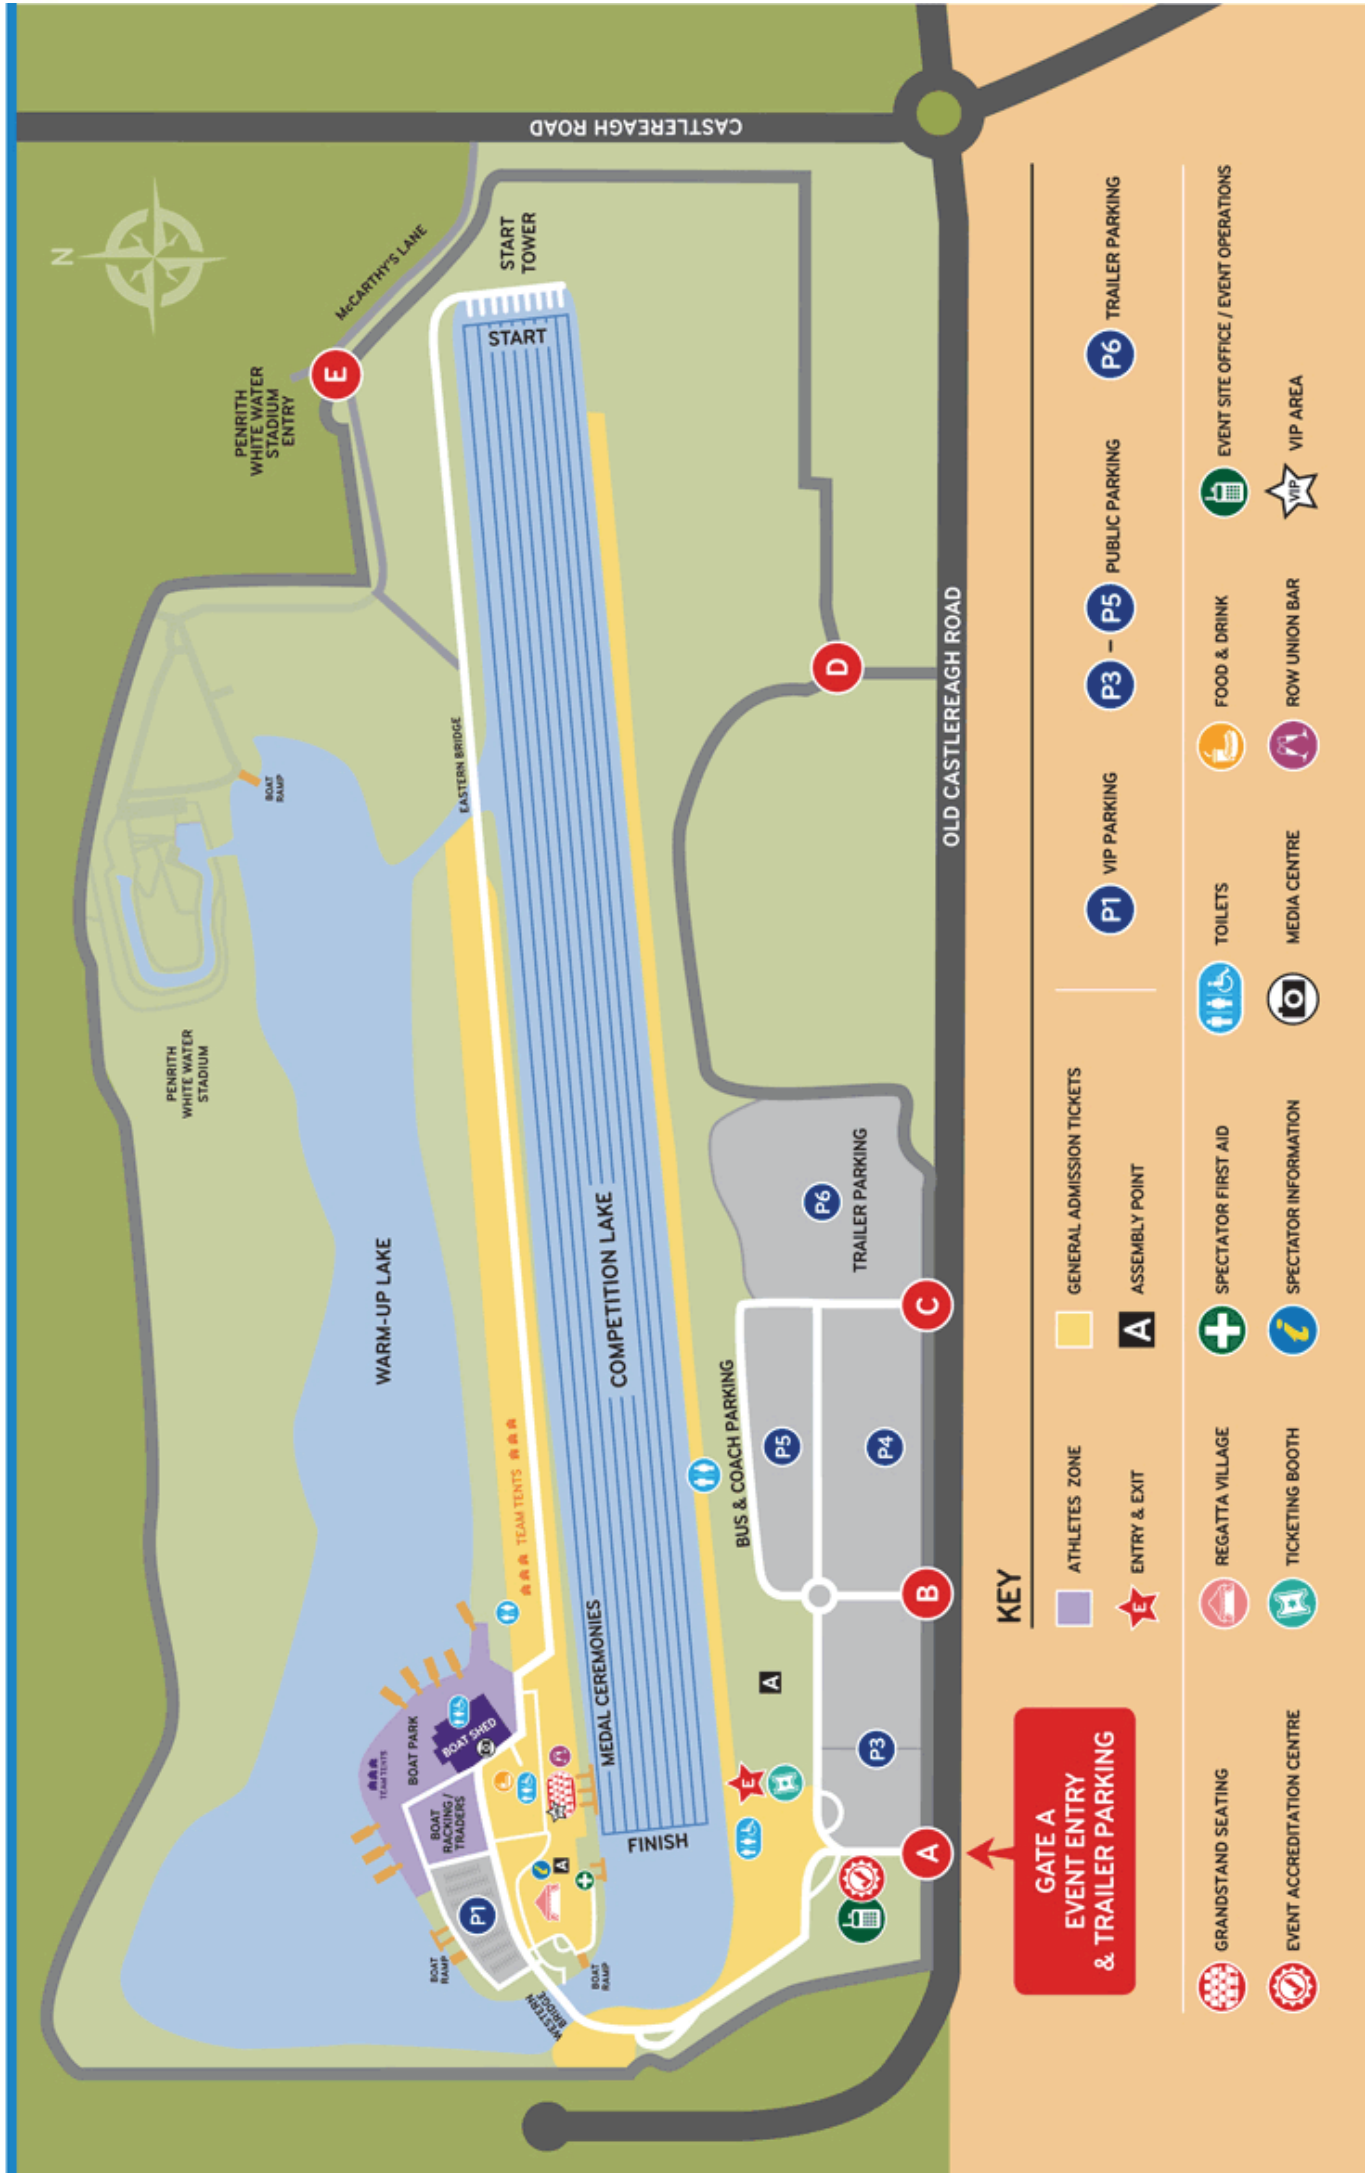 CASTLEREAGH ROAD
N
McCARTHY'S LANE
START
TOWER
START
E
PENRITH
WHITE WATER
STADIUM
ENTRY
EASTERN BRIDGE
BOAT
RAMP
PENRITH
WHITE WATER
STADIUM
WARM-UP LAKE
COMPETITION LAKE
D
OLD CASTLEREAGH ROAD
TEAM TENTS
MEDAL CEREMONIES
FINISH
BOAT PARK
TEAM TENTS
BOAT SHED
BOAT
RACKING/
TRADERS
P1
BOAT
RAMP
WESTERN
BRIDGE
BOAT
RAMP
VIP
i
A
BUS & COACH PARKING
P6
TRAILER PARKING
P5
P4
P3
A
E
A
B
C
GATE A
EVENT ENTRY
& TRAILER PARKING
KEY
ATHLETES ZONE
GENERAL ADMISSION TICKETS
E ENTRY & EXIT
A ASSEMBLY POINT
P1 VIP PARKING
P3 – P5 PUBLIC PARKING
P6 TRAILER PARKING
GRANDSTAND SEATING
REGATTA VILLAGE
SPECTATOR FIRST AID
TOILETS
FOOD & DRINK
EVENT SITE OFFICE / EVENT OPERATIONS
EVENT ACCREDITATION CENTRE
TICKETING BOOTH
i SPECTATOR INFORMATION
MEDIA CENTRE
ROW UNION BAR
VIP VIP AREA